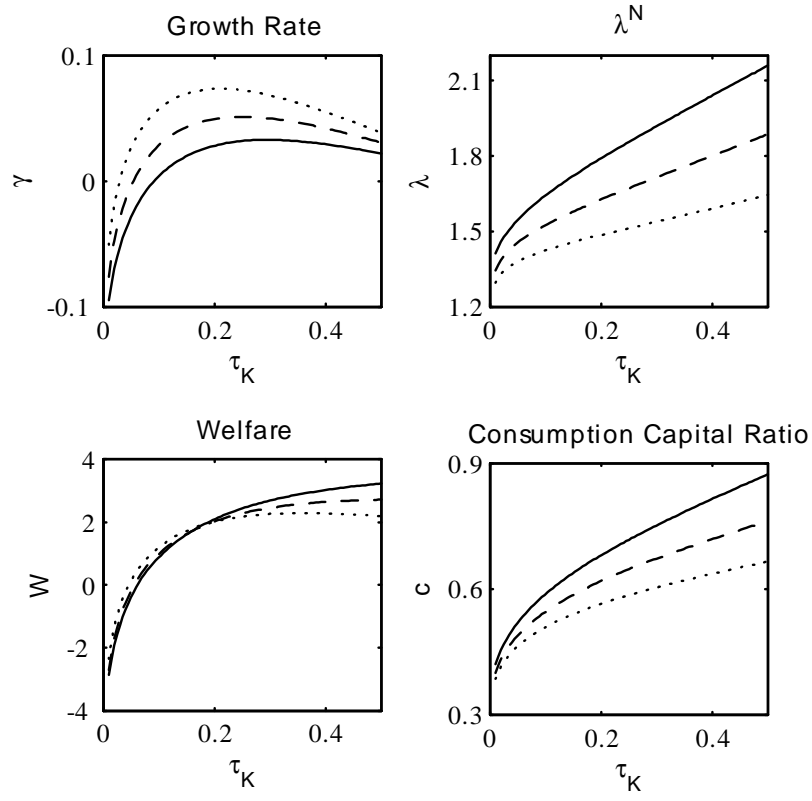 Growth Rate
0.1
0
-0.1
γ
0
0.2
0.4
τK
λN
2.1
1.8
1.5
1.2
λ
0
0.2
0.4
τK
Welfare
4
2
0
-2
-4
W
0
0.2
0.4
τK
Consumption Capital Ratio
0.9
0.6
0.3
c
0
0.2
0.4
τK